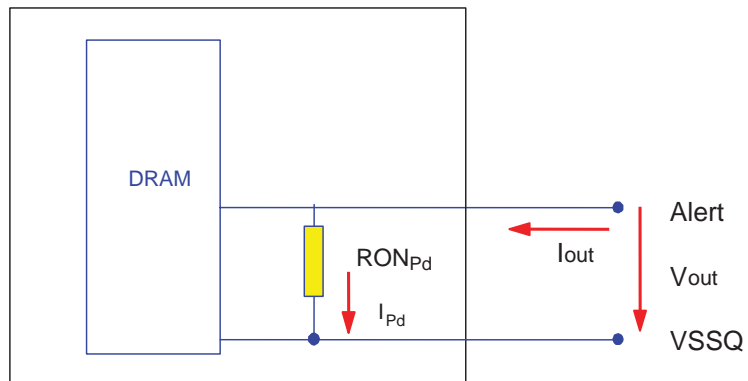 DRAM
Alert
RONPd
Iout
Vout
IPd
VSSQ